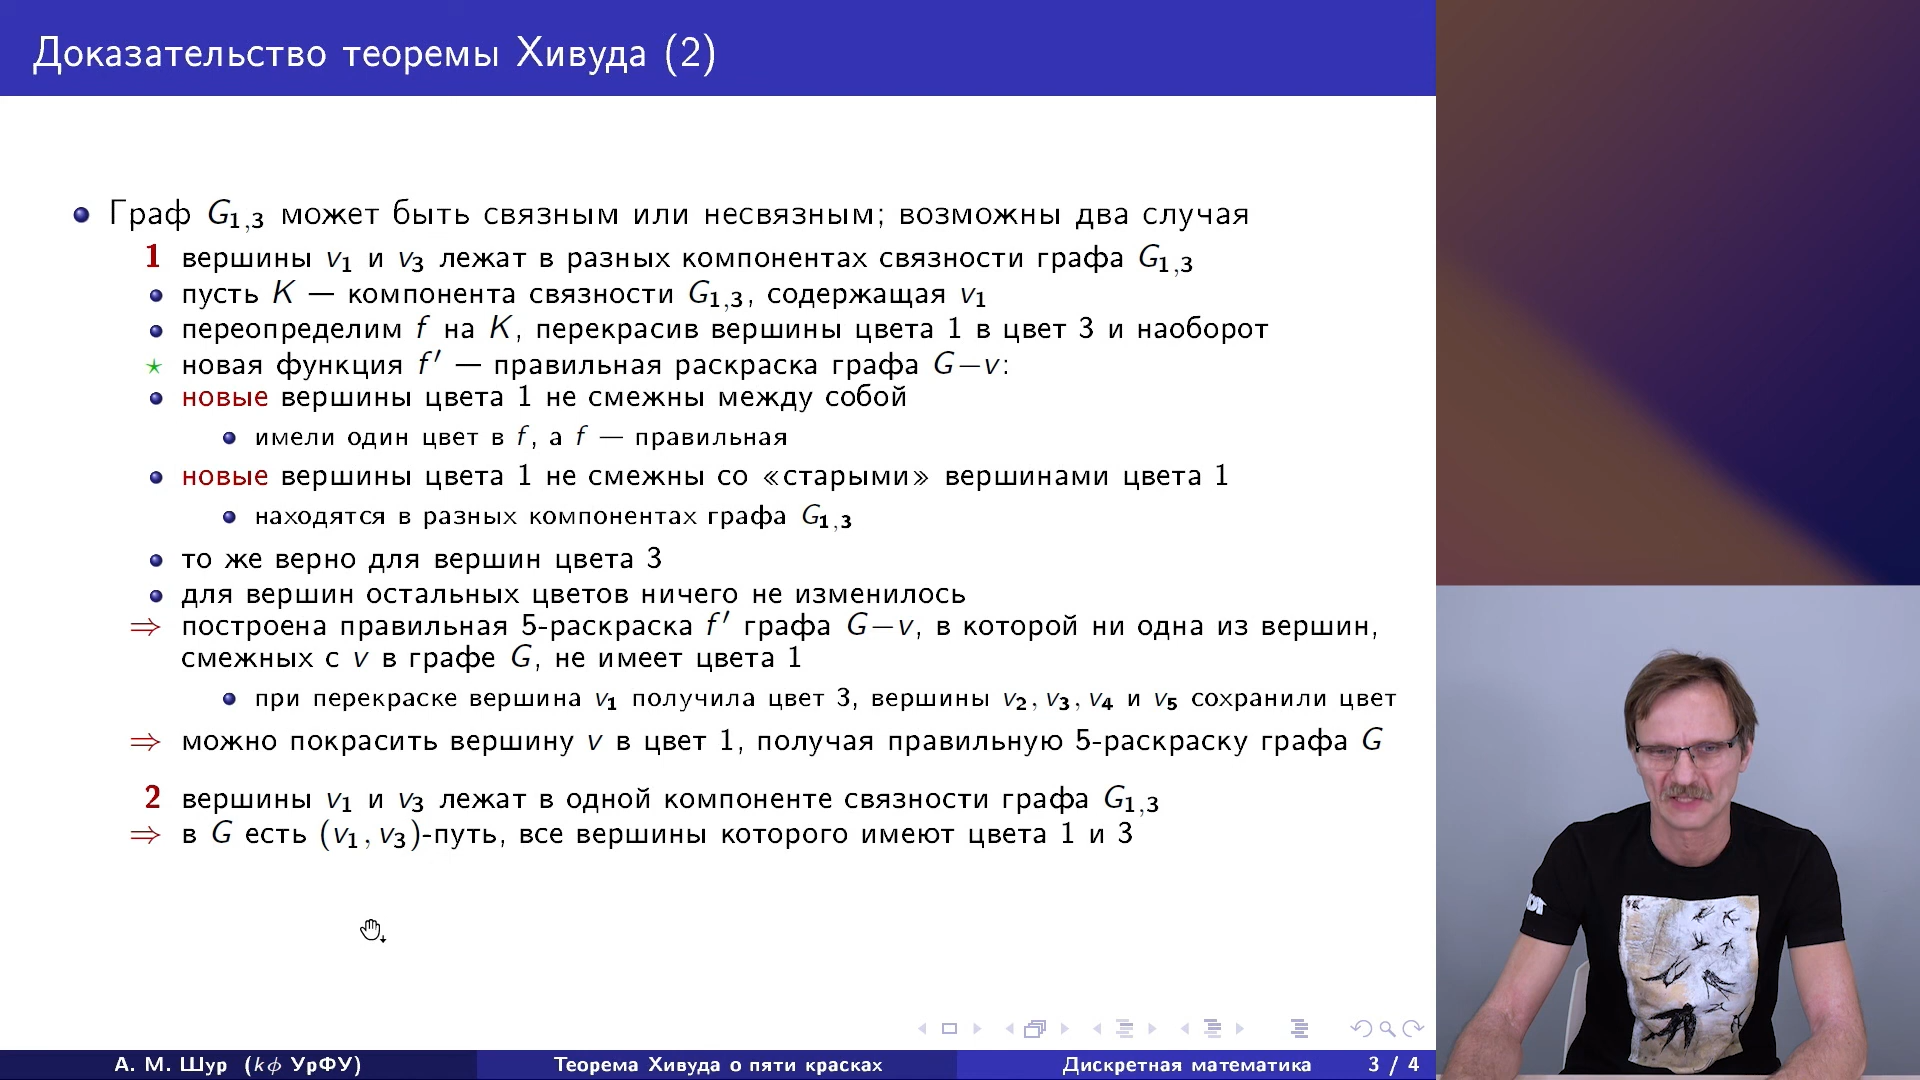 Доказательство теоремы Хивуда (2)
Граф G1,3 может быть связным или несвязным; возможны два случая
1 вершины v1 и v3 лежат в разных компонентах связности графа G1,3
пусть K — компонента связности G1,3, содержащая v1
переопределим f на K, перекрасив вершины цвета 1 в цвет 3 и наоборот
новая функция f′ — правильная раскраска графа G−v:
новые вершины цвета 1 не смежны между собой
имели один цвет в f, а f — правильная
новые вершины цвета 1 не смежны со «старыми» вершинами цвета 1
находятся в разных компонентах графа G1,3
то же верно для вершин цвета 3
для вершин остальных цветов ничего не изменилось
⇒ построена правильная 5-раскраска f′ графа G−v, в которой ни одна из вершин,
смежных с v в графе G, не имеет цвета 1
при перекраске вершина v1 получила цвет 3, вершины v2, v3, v4 и v5 сохранили цвет
⇒ можно покрасить вершину v в цвет 1, получая правильную 5-раскраску графа G
2 вершины v1 и v3 лежат в одной компоненте связности графа G1,3
⇒ в G есть (v1, v3)-путь, все вершины которого имеют цвета 1 и 3
А. М. Шур (kф УрФУ) Теорема Хивуда о пяти красках Дискретная математика 3 / 4